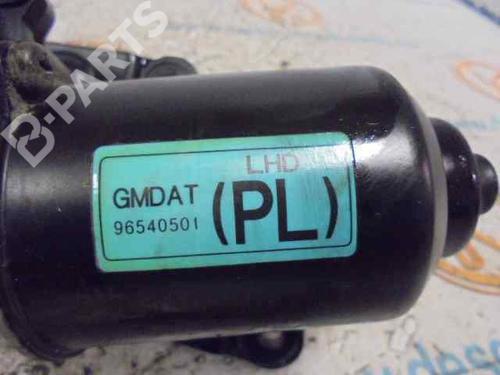 B-PARTS
LHD
GMDAT
96540501
(PL)